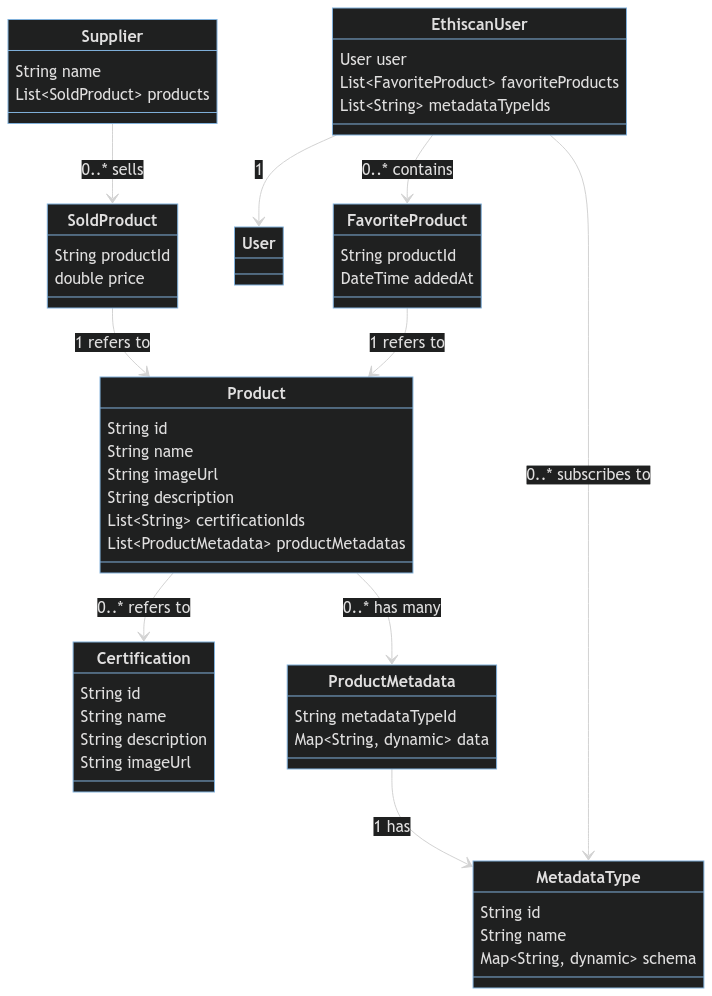 Supplier
String name
List<SoldProduct> products
EthiscanUser
User user
List<FavoriteProduct> favoriteProducts
List<String> metadataTypeIds
0..* sells
1
0..* contains
SoldProduct
String productId
double price
User
FavoriteProduct
String productId
DateTime addedAt
1 refers to
1 refers to
Product
String id
String name
String imageUrl
String description
List<String> certificationIds
List<ProductMetadata> productMetadatas
0..* subscribes to
0..* refers to
0..* has many
Certification
String id
String name
String description
String imageUrl
ProductMetadata
String metadataTypeId
Map<String, dynamic> data
1 has
MetadataType
String id
String name
Map<String, dynamic> schema